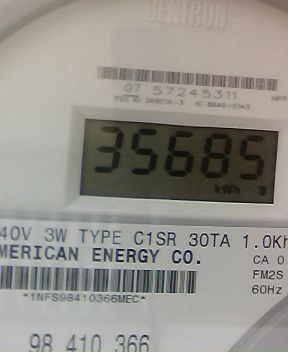 CENTRON
07 57245311
35685
kWh
40V 3W TYPE C1SR 30TA 1.0Kh
MERICAN ENERGY CO.
CA 0
FM2S
60Hz
*1NFS98410366MEC*
98 410 366